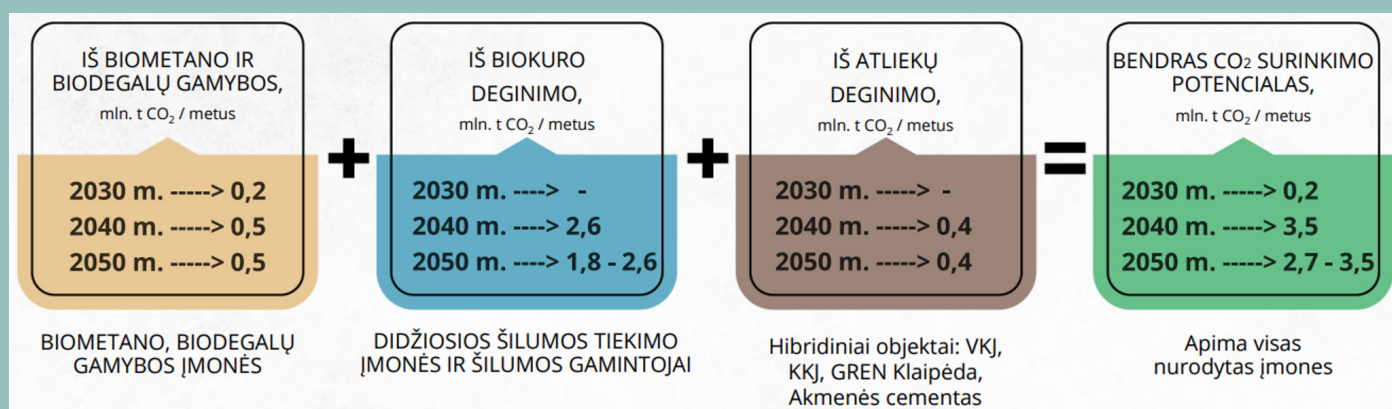 IŠ BIOMETANO IR
BIODEGALŲ GAMYBOS,
mln. t CO₂ / metus
2030 m. -----> 0,2
2040 m. -----> 0,5
2050 m. -----> 0,5
BIOMETANO, BIODEGALŲ
GAMYBOS ĮMONĖS
+
IŠ BIOKURO
DEGINIMO,
mln. t CO₂ / metus
2030 m. ----> -
2040 m. ----> 2,6
2050 m. ----> 1,8 - 2,6
DIDŽIOSIOS ŠILUMOS TIEKIMO
ĮMONĖS IR ŠILUMOS GAMINTOJAI
+
IŠ ATLIEKŲ
DEGINIMO,
mln. t CO₂ / metus
2030 m. -----> -
2040 m. -----> 0,4
2050 m. -----> 0,4
Hibridiniai objektai: VKJ,
KKJ, GREN Klaipėda,
Akmenės cementas
=
BENDRAS CO₂ SURINKIMO
POTENCIALAS,
mln. t CO₂ / metus
2030 m. -----> 0,2
2040 m. -----> 3,5
2050 m. -----> 2,7 - 3,5
Apima visas
nurodytas įmones